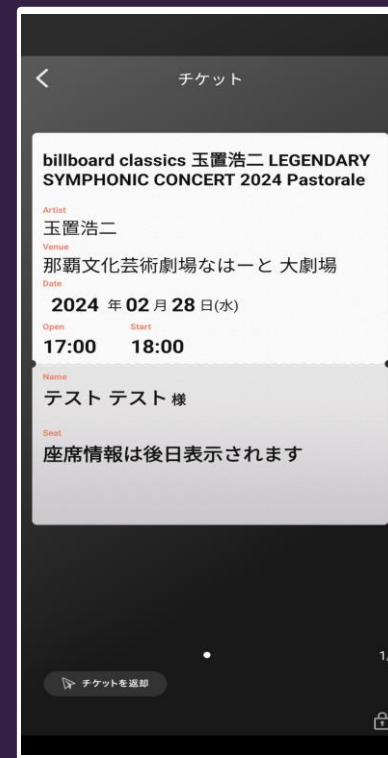 チケット
billboard classics 玉置浩二 LEGENDARY
SYMPHONIC CONCERT 2024 Pastorale
Artist
玉置浩二
Venue
那覇文化芸術劇場なはーと 大劇場
Date
2024 年 02 月 28 日(水)
Open Start
17:00 18:00
Name
テスト テスト 様
Seat
座席情報は後日表示されます
1/
チケットを返却